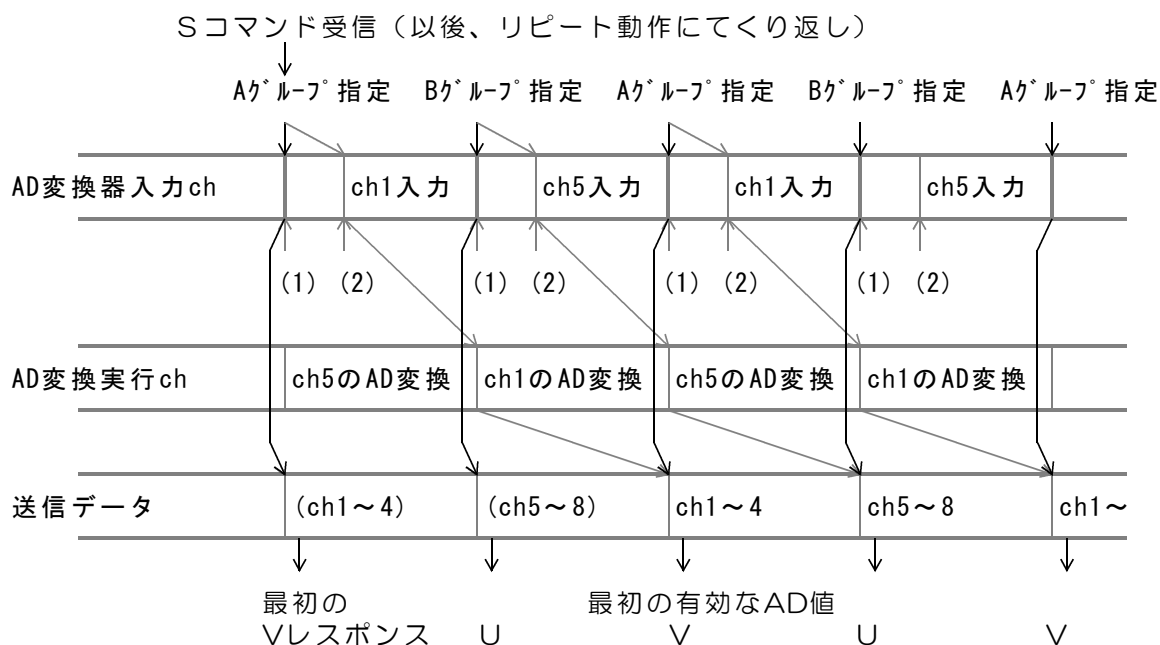 Sコマンド受信（以後、リピート動作にてくり返し）
Aｸﾞﾙｰﾌﾟ指定 Bｸﾞﾙｰﾌﾟ指定 Aｸﾞﾙｰﾌﾟ指定 Bｸﾞﾙｰﾌﾟ指定 Aｸﾞﾙｰﾌﾟ指定
AD変換器入力ch ch1入力 ch5入力 ch1入力 ch5入力
(1) (2) (1) (2) (1) (2) (1) (2)
AD変換実行ch ch5のAD変換 ch1のAD変換 ch5のAD変換 ch1のAD変換
送信データ (ch1～4) (ch5～8) ch1～4 ch5～8 ch1～
最初の 最初の有効なAD値
Vレスポンス U V U V